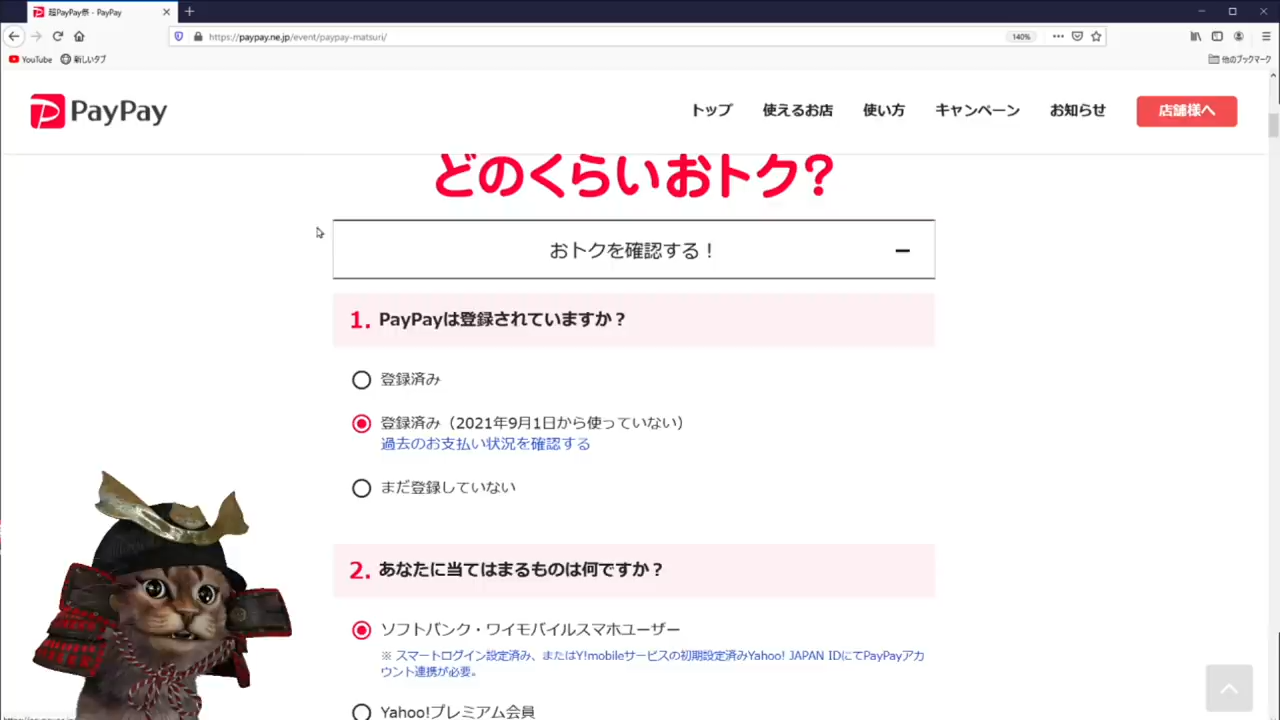 超PayPay祭 - PayPay
https://paypay.ne.jp/event/paypay-matsuri/
140%
YouTube
新しいタブ
他のブックマーク
PayPay
トップ
使えるお店
使い方
キャンペーン
お知らせ
店舗様へ
どのくらいおトク?
おトクを確認する！
1. PayPayは登録されていますか？
登録済み
登録済み（2021年9月1日から使っていない）
過去のお支払い状況を確認する
まだ登録していない
2. あなたに当てはまるものは何ですか？
ソフトバンク・ワイモバイルスマホユーザー
※ スマートログイン設定済み、またはY!mobileサービスの初期設定済みYahoo! JAPAN IDにてPayPayアカ
ウント連携が必要。
Yahoo!プレミアム会員